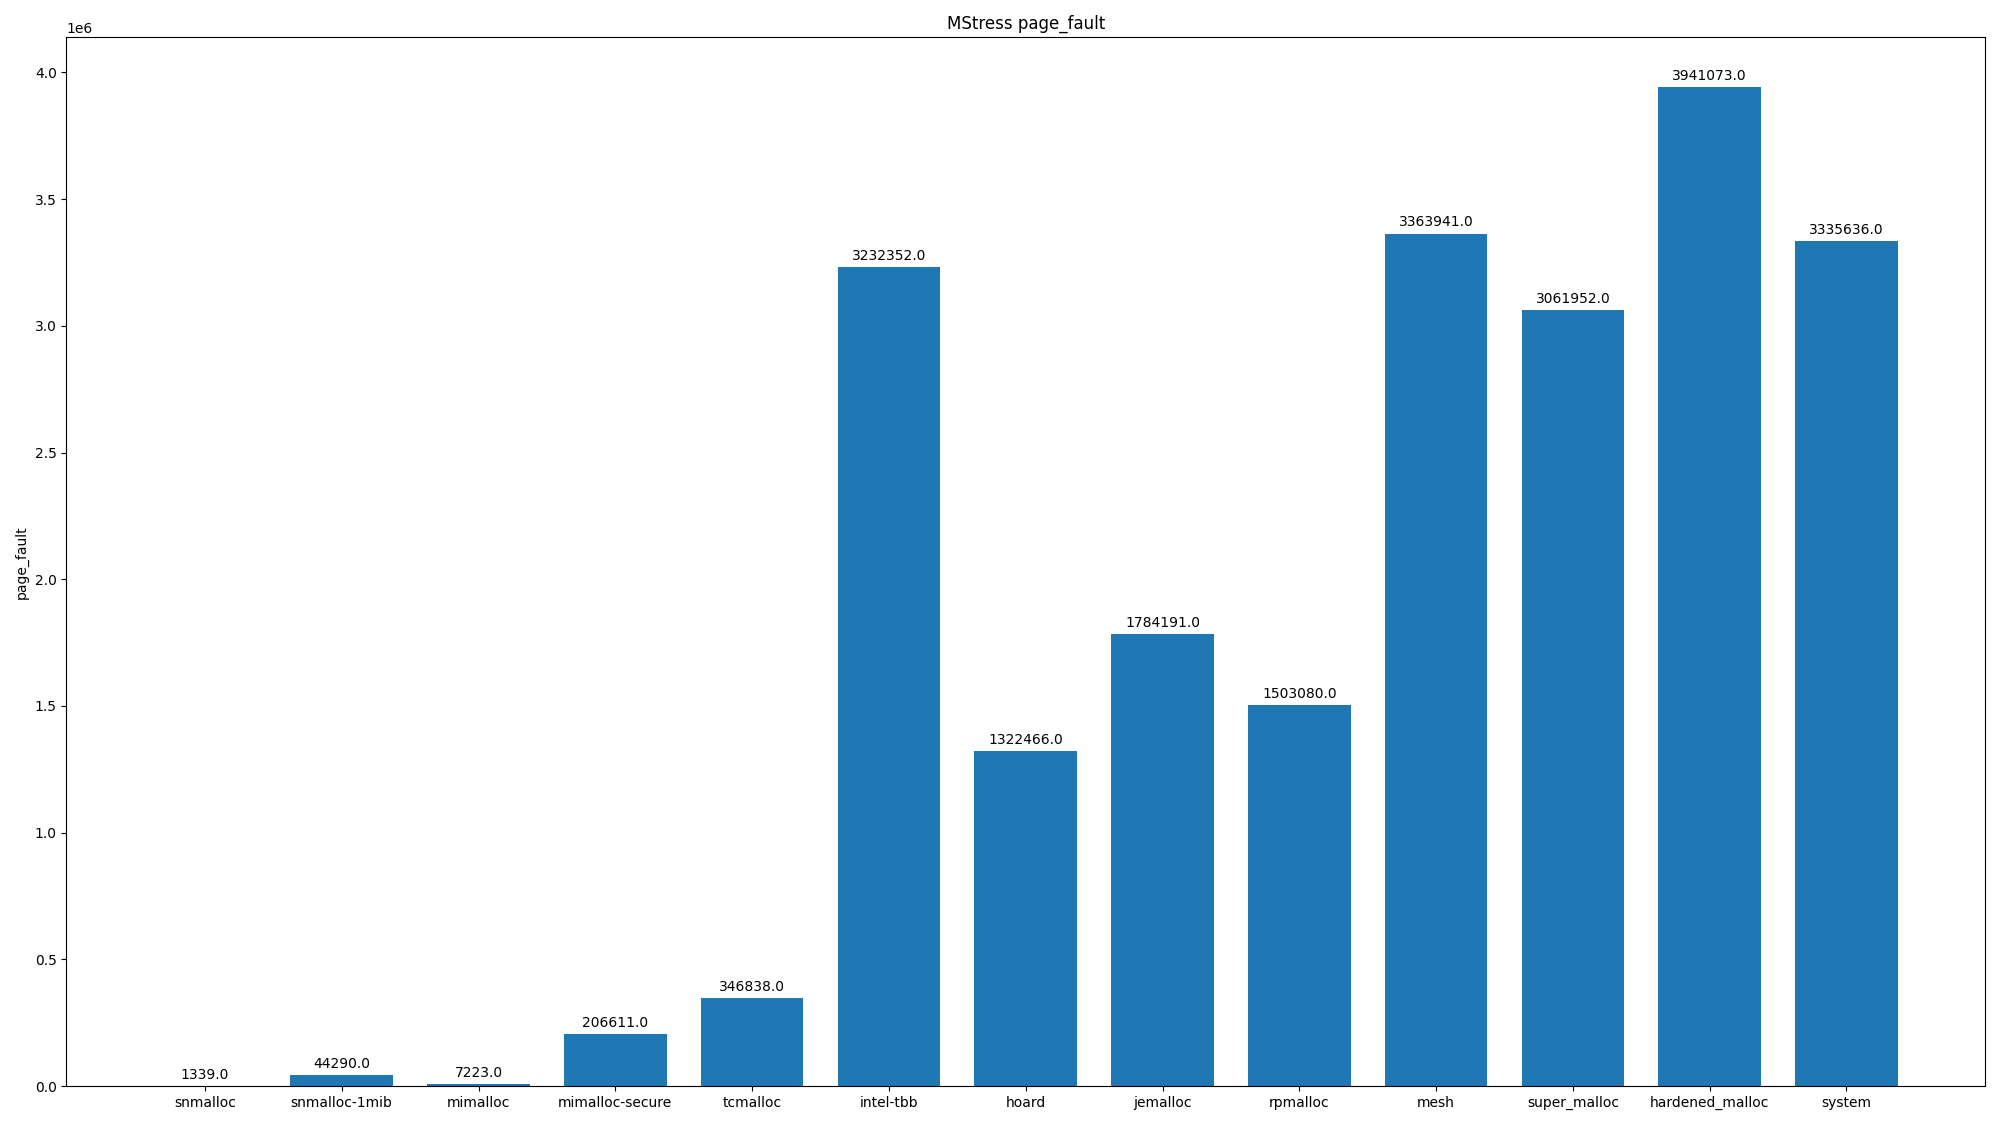 MStress page_fault
1e6
4.0
3.5
3.0
2.5
2.0
1.5
1.0
0.5
0.0
page_fault
1339.0
44290.0
7223.0
206611.0
346838.0
3232352.0
1322466.0
1784191.0
1503080.0
3363941.0
3061952.0
3941073.0
3335636.0
snmalloc
snmalloc-1mib
mimalloc
mimalloc-secure
tcmalloc
intel-tbb
hoard
jemalloc
rpmalloc
mesh
super_malloc
hardened_malloc
system